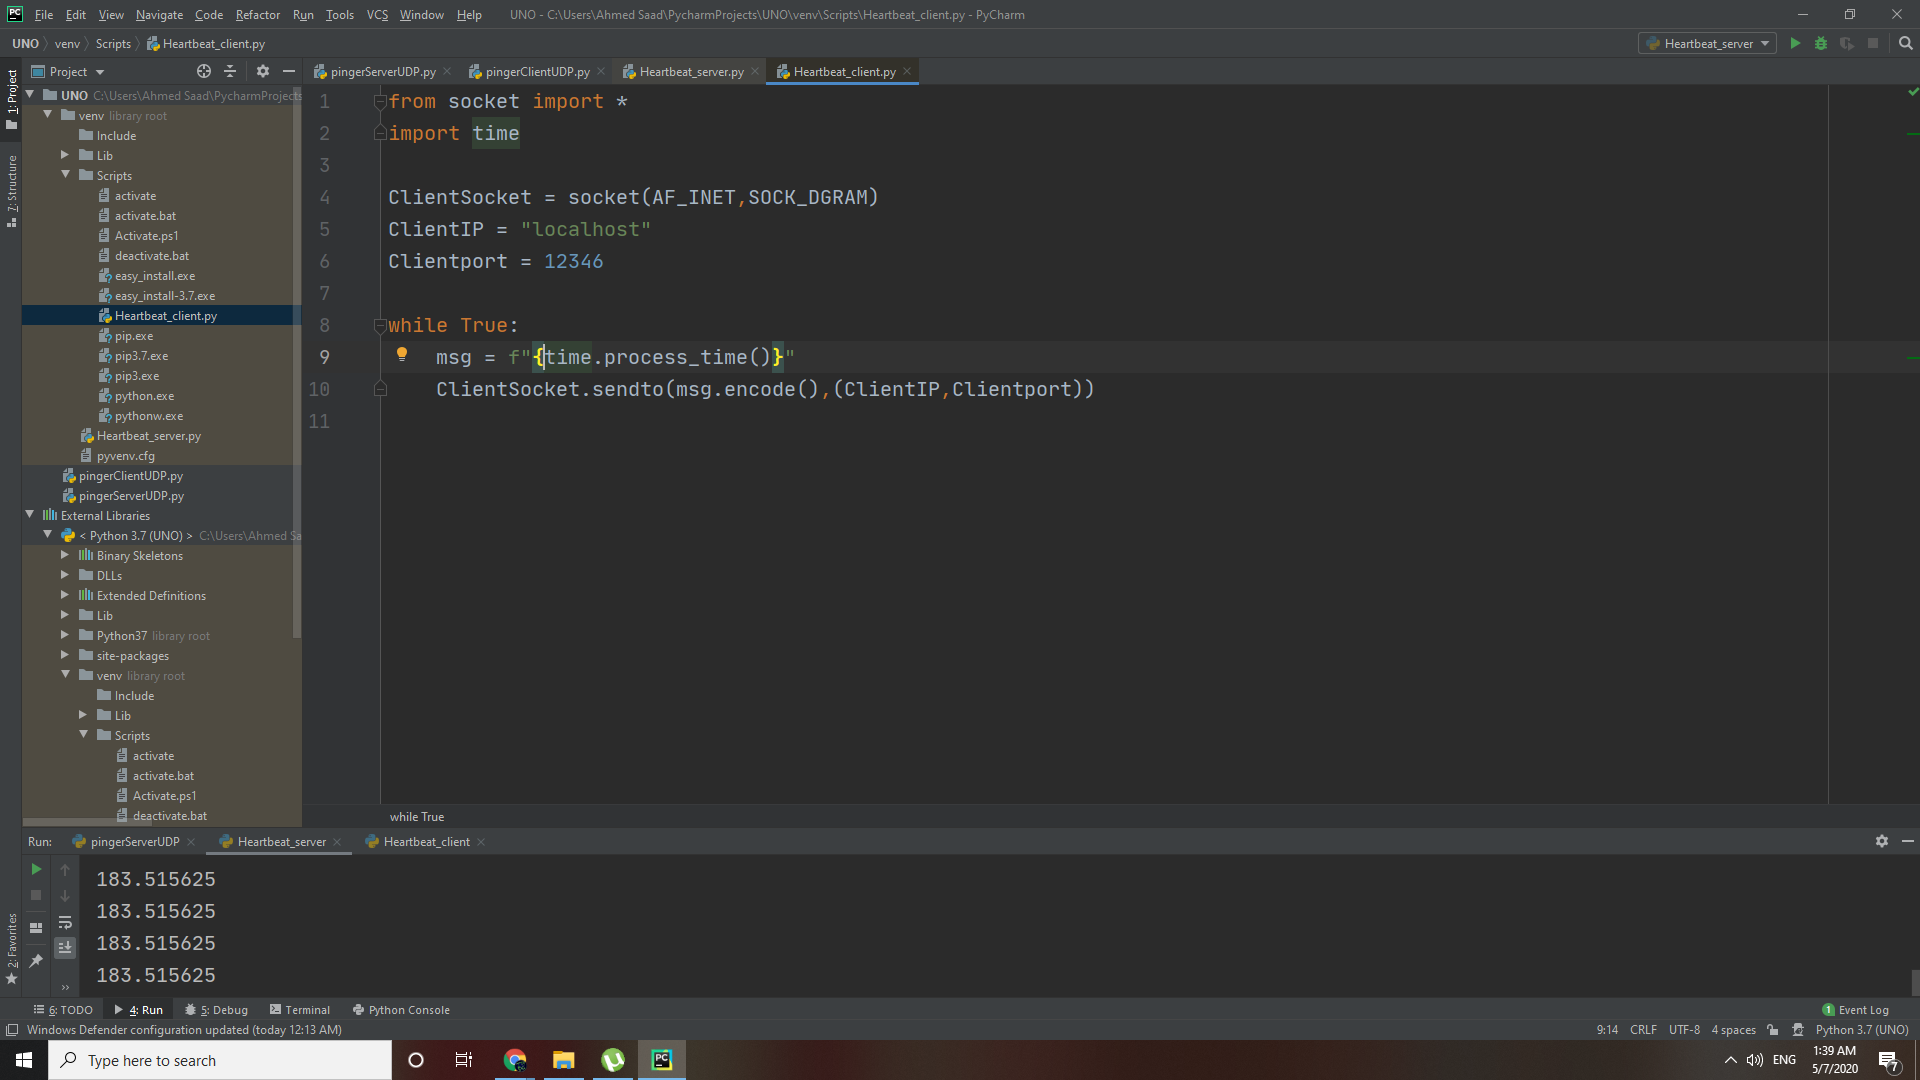 PC File Edit View Navigate Code Refactor Run Tools VCS Window Help UNO - C:\Users\Ahmed Saad\PycharmProjects\UNO\venv\Scripts\Heartbeat_client.py - PyCharm
UNO venv Scripts Heartbeat_client.py Heartbeat_server
Project
pingerServerUDP.py pingerClientUDP.py Heartbeat_server.py Heartbeat_client.py
1: Project
7: Structure
2: Favorites
UNO C:\Users\Ahmed Saad\PycharmProjects
venv library root
Include
Lib
Scripts
activate
activate.bat
Activate.ps1
deactivate.bat
easy_install.exe
easy_install-3.7.exe
Heartbeat_client.py
pip.exe
pip3.7.exe
pip3.exe
python.exe
pythonw.exe
Heartbeat_server.py
pyvenv.cfg
pingerClientUDP.py
pingerServerUDP.py
External Libraries
< Python 3.7 (UNO) > C:\Users\Ahmed Sa
Binary Skeletons
DLLs
Extended Definitions
Lib
Python37 library root
site-packages
venv library root
Include
Lib
Scripts
activate
activate.bat
Activate.ps1
deactivate.bat
1 from socket import *
2 import time
3
4 ClientSocket = socket(AF_INET,SOCK_DGRAM)
5 ClientIP = "localhost"
6 Clientport = 12346
7
8 while True:
9 msg = f"{time.process_time()}"
10 ClientSocket.sendto(msg.encode(),(ClientIP,Clientport))
11
while True
Run: pingerServerUDP Heartbeat_server Heartbeat_client
183.515625
183.515625
183.515625
183.515625
6: TODO 4: Run 5: Debug Terminal Python Console 1 Event Log
Windows Defender configuration updated (today 12:13 AM) 9:14 CRLF UTF-8 4 spaces Python 3.7 (UNO)
Type here to search PC ENG 1:39 AM
5/7/2020 7